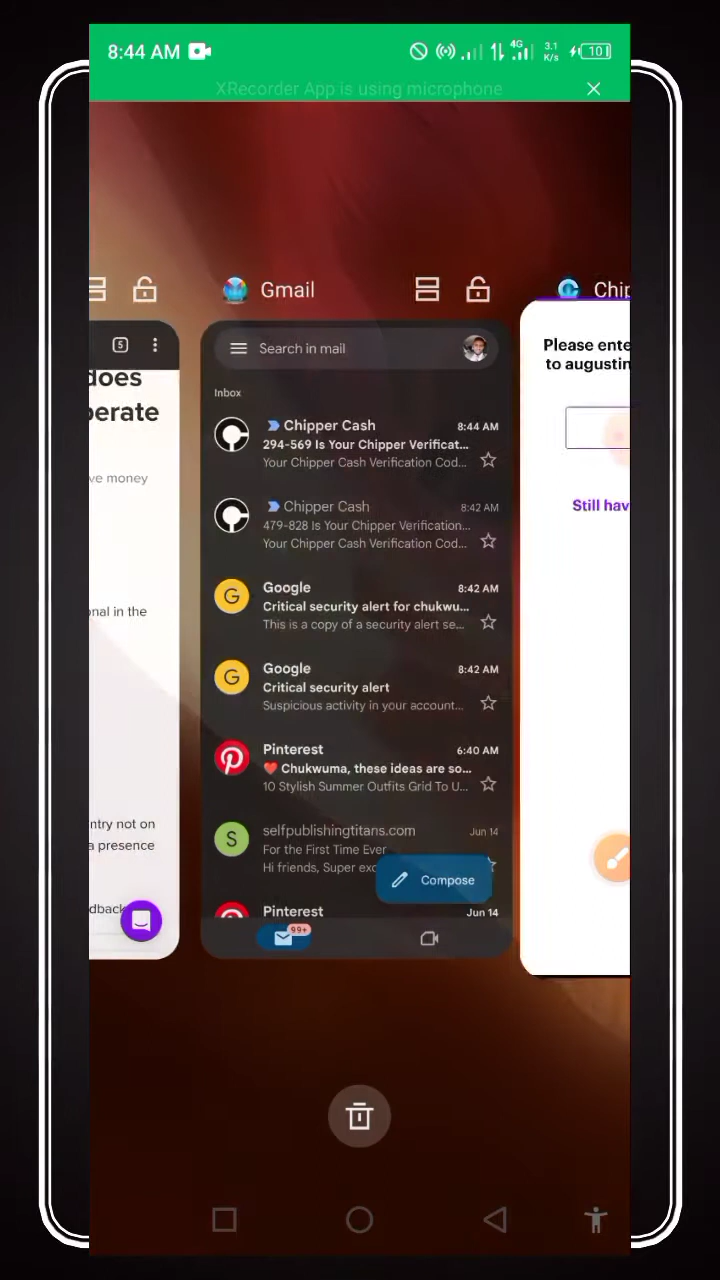 8:44 AM
4G
3.1
K/s
10
XRecorder App is using microphone
Gmail
Chip
5
does
perate
ve money
onal in the
ntry not on
a presence
dback
Search in mail
Inbox
Chipper Cash 8:44 AM
294-569 Is Your Chipper Verificat...
Your Chipper Cash Verification Cod...
Chipper Cash 8:42 AM
479-828 Is Your Chipper Verification...
Your Chipper Cash Verification Cod...
G
Google 8:42 AM
Critical security alert for chukwu...
This is a copy of a security alert se...
G
Google 8:42 AM
Critical security alert
Suspicious activity in your account...
Pinterest 6:40 AM
❤️ Chukwuma, these ideas are so...
10 Stylish Summer Outfits Grid To U...
S
selfpublishingtitans.com Jun 14
For the First Time Ever
Hi friends, Super exc
Compose
Pinterest Jun 14
99+
Please ente
to augustin
Still hav